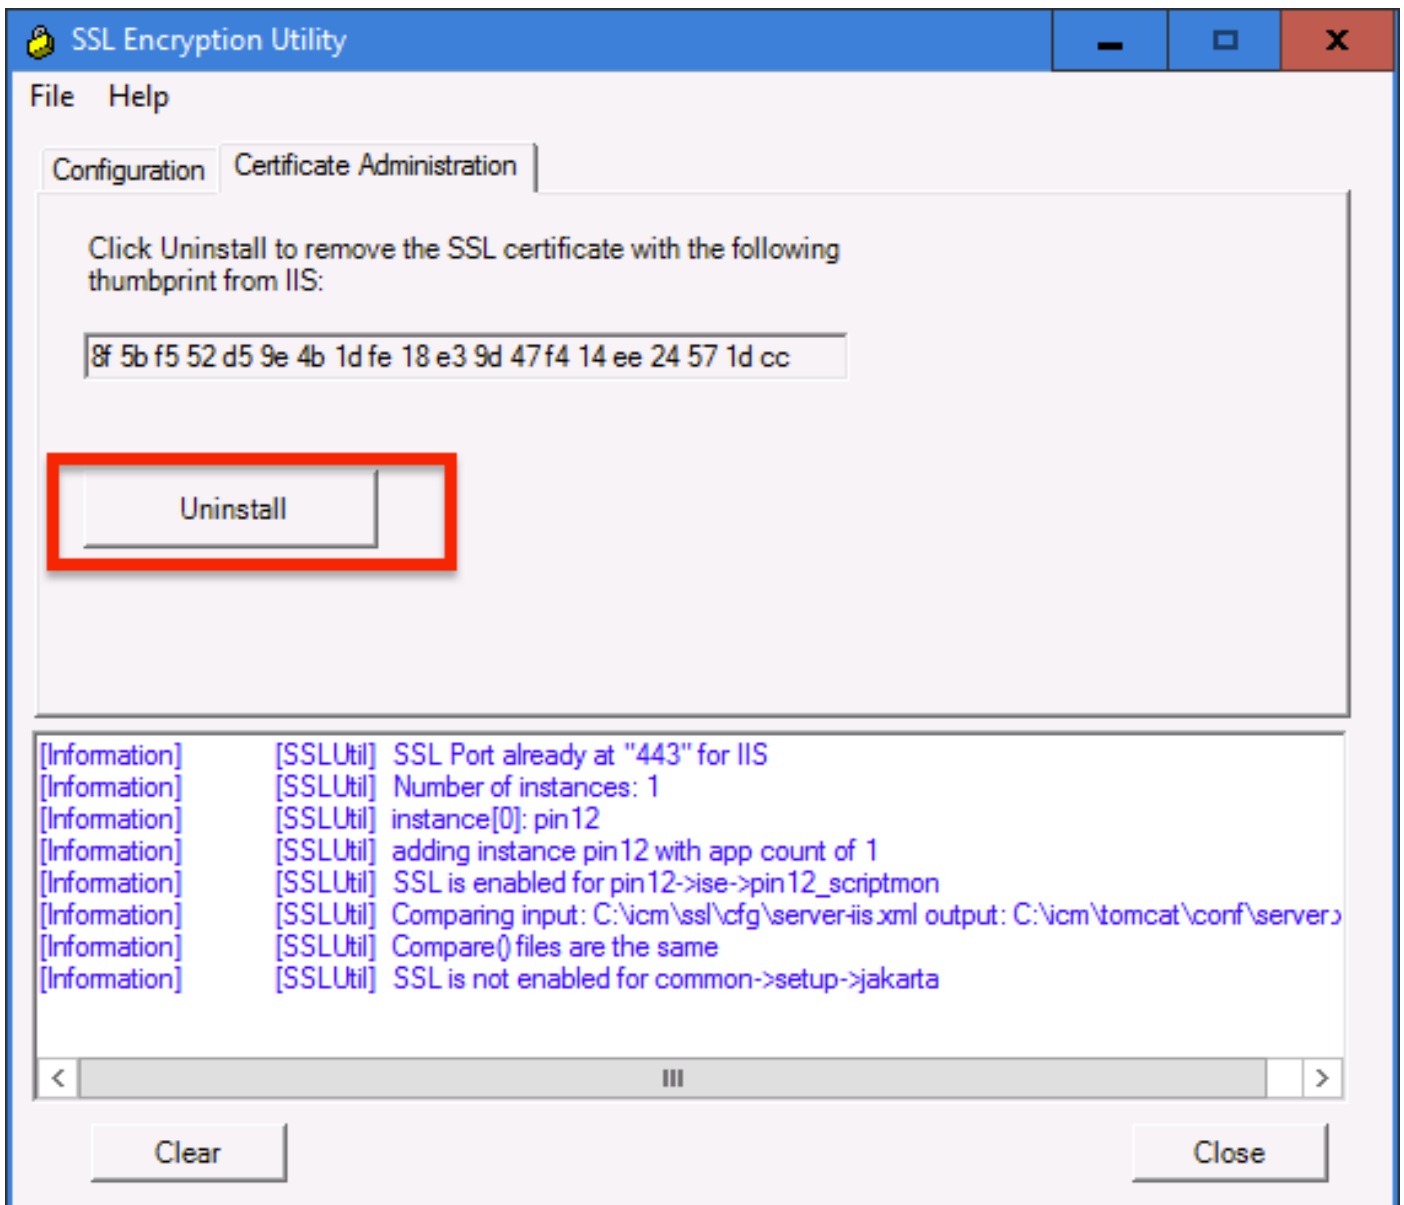 SSL Encryption Utility
File Help
Configuration Certificate Administration
Click Uninstall to remove the SSL certificate with the following
thumbprint from IIS:
8f 5b f5 52 d5 9e 4b 1d fe 18 e3 9d 47 f4 14 ee 24 57 1d cc
Uninstall
[Information] [SSLUtil] SSL Port already at "443" for IIS
[Information] [SSLUtil] Number of instances: 1
[Information] [SSLUtil] instance[0]: pin12
[Information] [SSLUtil] adding instance pin12 with app count of 1
[Information] [SSLUtil] SSL is enabled for pin12->ise->pin12_scriptmon
[Information] [SSLUtil] Comparing input: C:\icm\ssl\cfg\server-iis.xml output: C:\icm\tomcat\conf\server.x
[Information] [SSLUtil] Compare() files are the same
[Information] [SSLUtil] SSL is not enabled for common->setup->jakarta
Clear Close